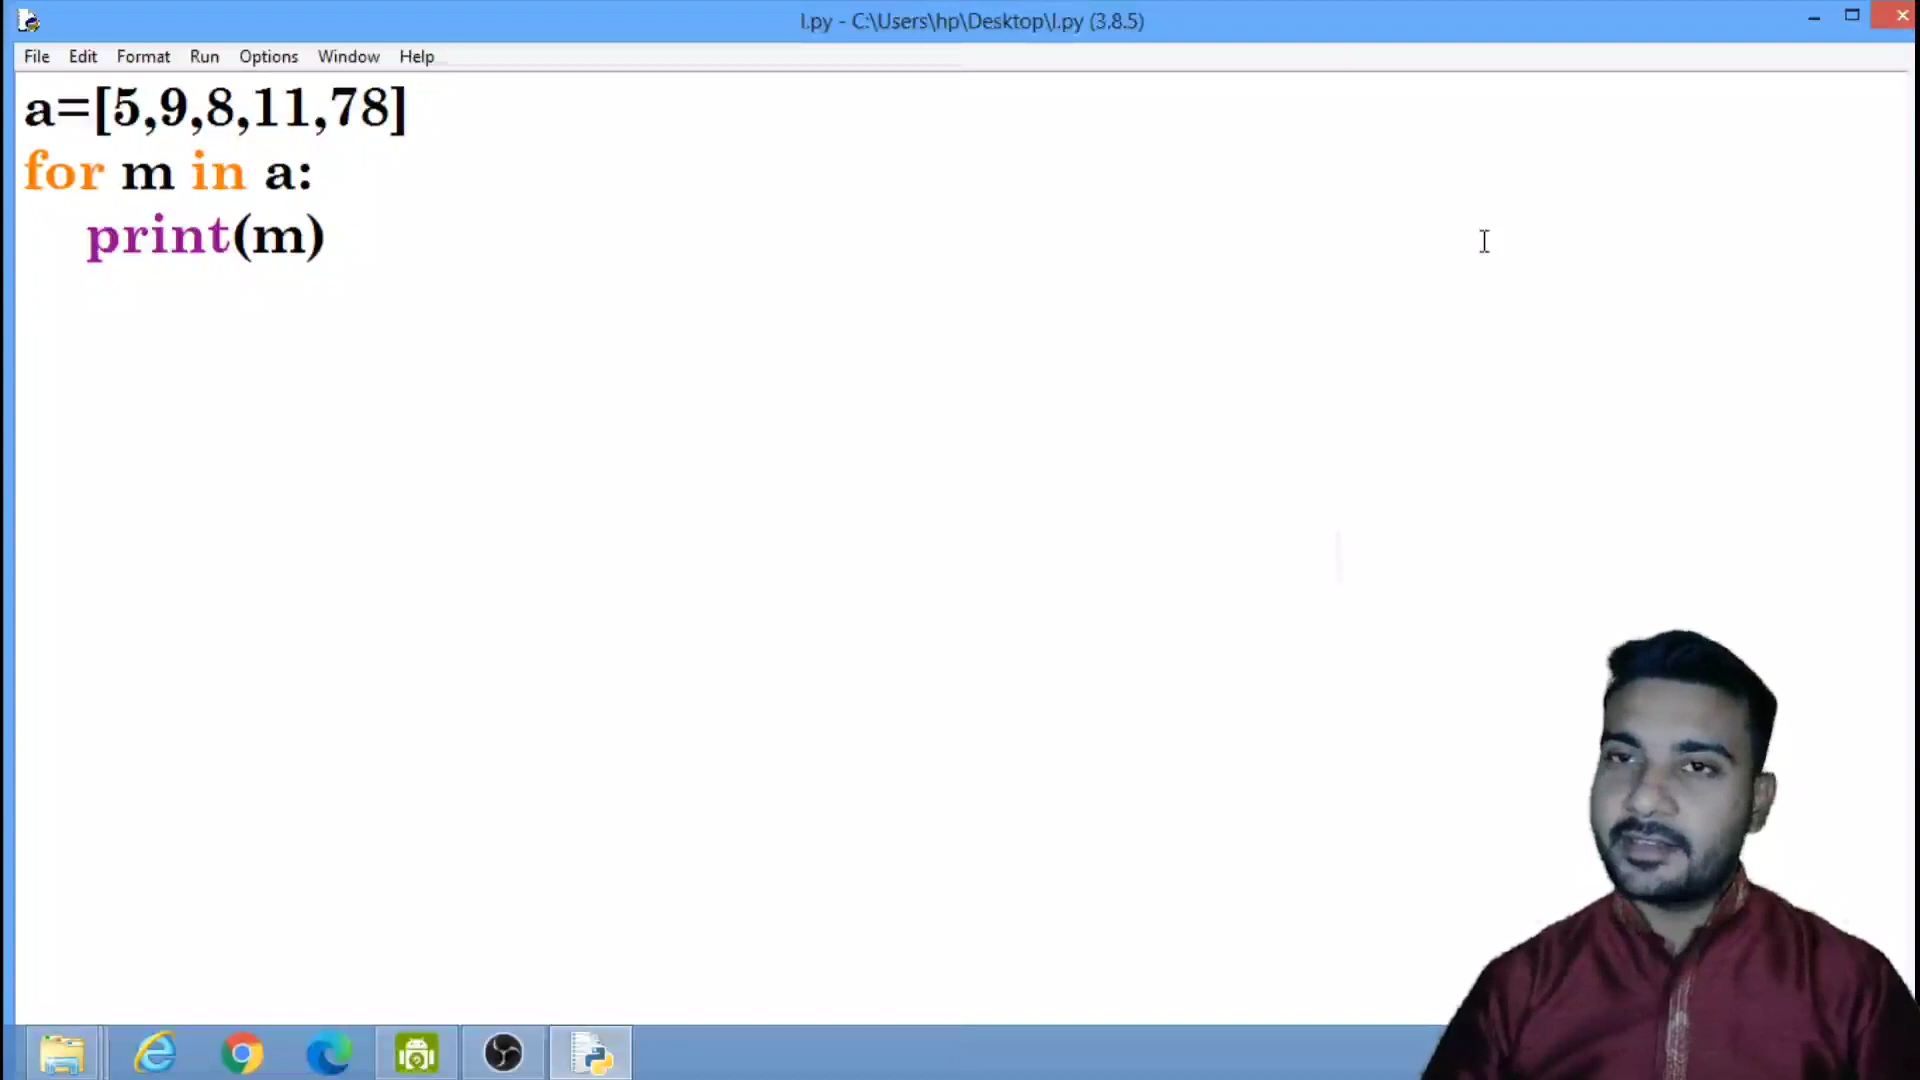 l.py - C:\Users\hp\Desktop\l.py (3.8.5)
File Edit Format Run Options Window Help
a=[5,9,8,11,78]
for m in a:
    print(m)